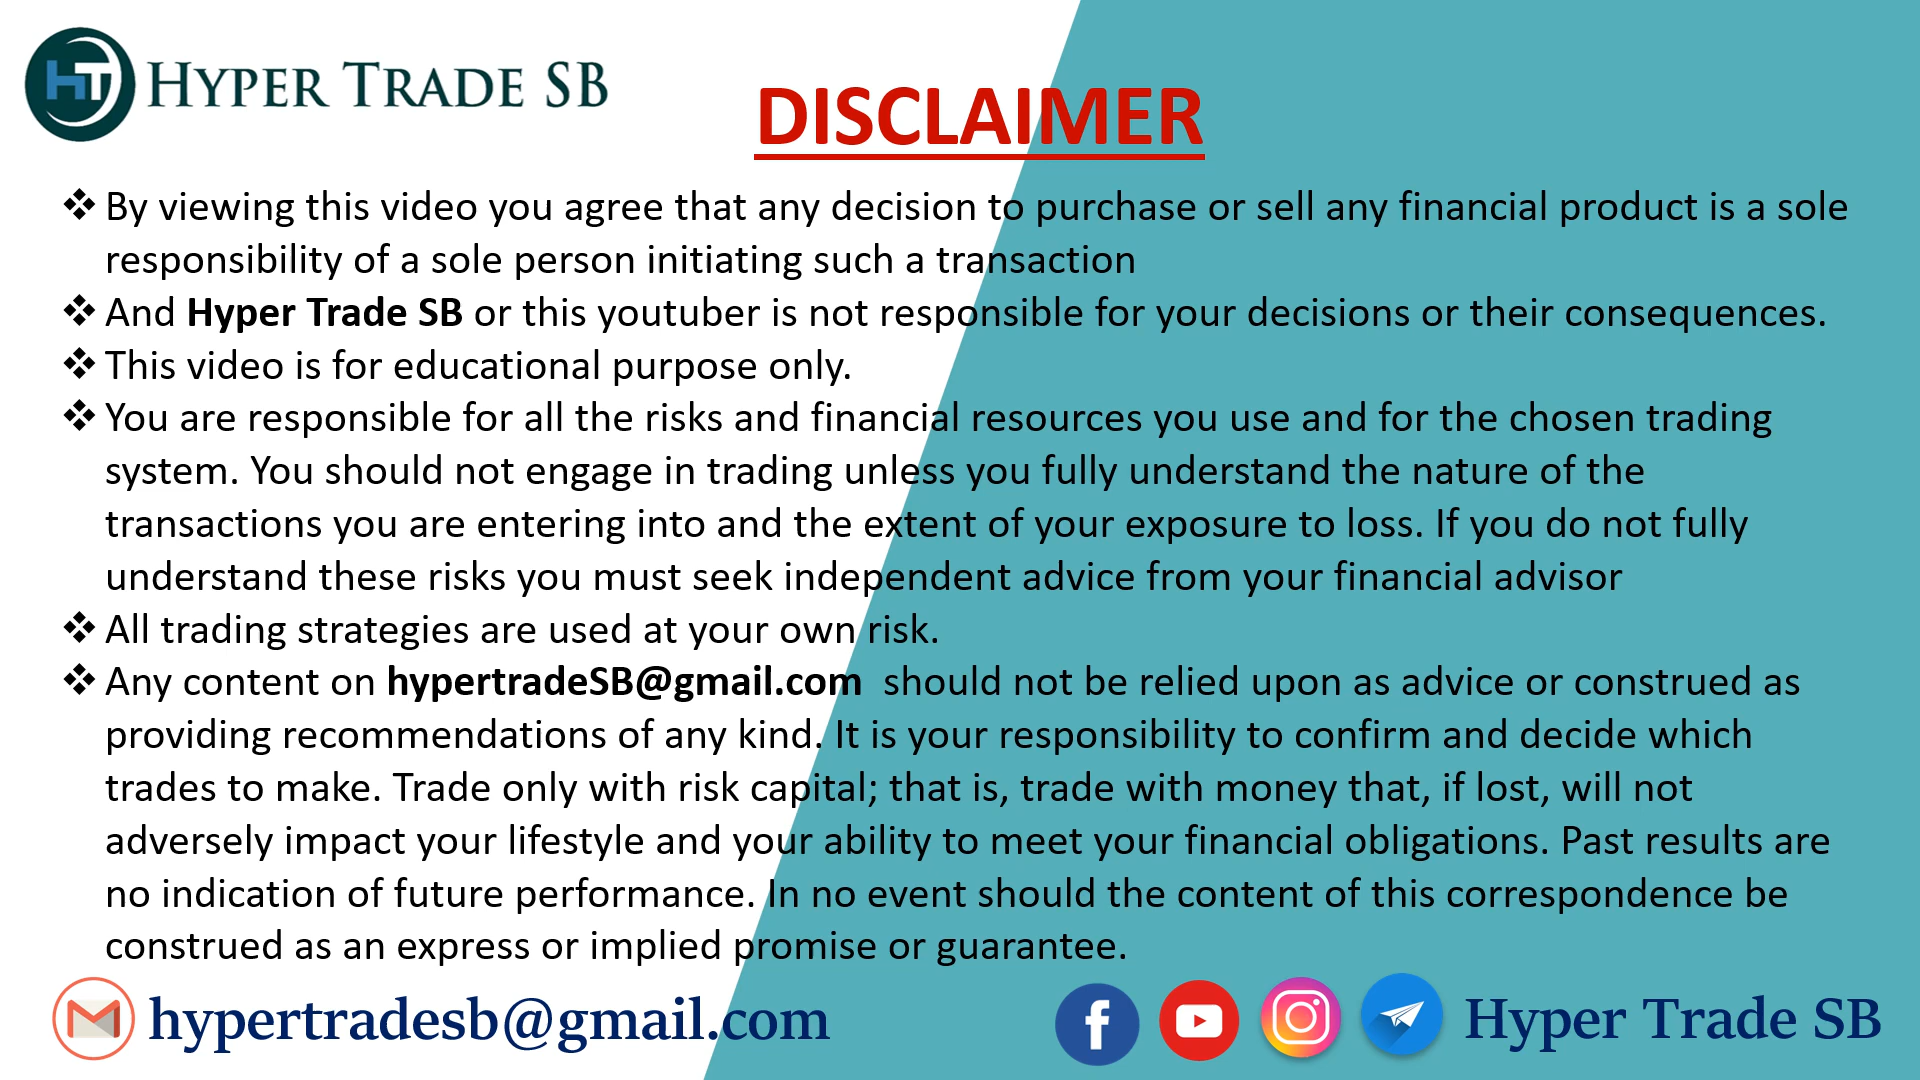 HT HYPER TRADE SB
DISCLAIMER
❖ By viewing this video you agree that any decision to purchase or sell any financial product is a sole
responsibility of a sole person initiating such a transaction
❖ And Hyper Trade SB or this youtuber is not responsible for your decisions or their consequences.
❖ This video is for educational purpose only.
❖ You are responsible for all the risks and financial resources you use and for the chosen trading
system. You should not engage in trading unless you fully understand the nature of the
transactions you are entering into and the extent of your exposure to loss. If you do not fully
understand these risks you must seek independent advice from your financial advisor
❖ All trading strategies are used at your own risk.
❖ Any content on hypertradeSB@gmail.com should not be relied upon as advice or construed as
providing recommendations of any kind. It is your responsibility to confirm and decide which
trades to make. Trade only with risk capital; that is, trade with money that, if lost, will not
adversely impact your lifestyle and your ability to meet your financial obligations. Past results are
no indication of future performance. In no event should the content of this correspondence be
construed as an express or implied promise or guarantee.
hypertradesb@gmail.com
Hyper Trade SB